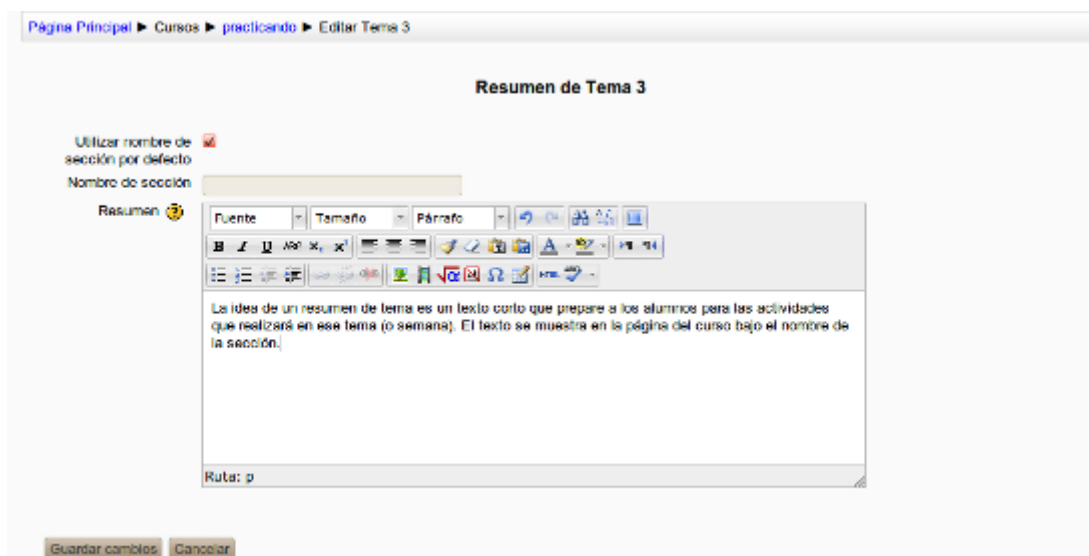 Página Principal ► Cursos ► practicando ► Editar Tema 3
Resumen de Tema 3
Utilizar nombre de
sección por defecto
Nombre de sección
Resumen
Fuente Tamaño Párrafo
B I U ABC x, x'
HTML
La idea de un resumen de tema es un texto corto que prepare a los alumnos para las actividades
que realizará en ese tema (o semana). El texto se muestra en la página del curso bajo el nombre de
la sección.
Ruta: p
Guardar cambios Cancelar